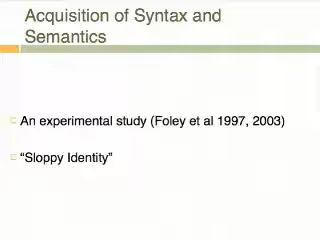 Acquisition of Syntax and
Semantics
An experimental study (Foley et al 1997, 2003)
“Sloppy Identity”